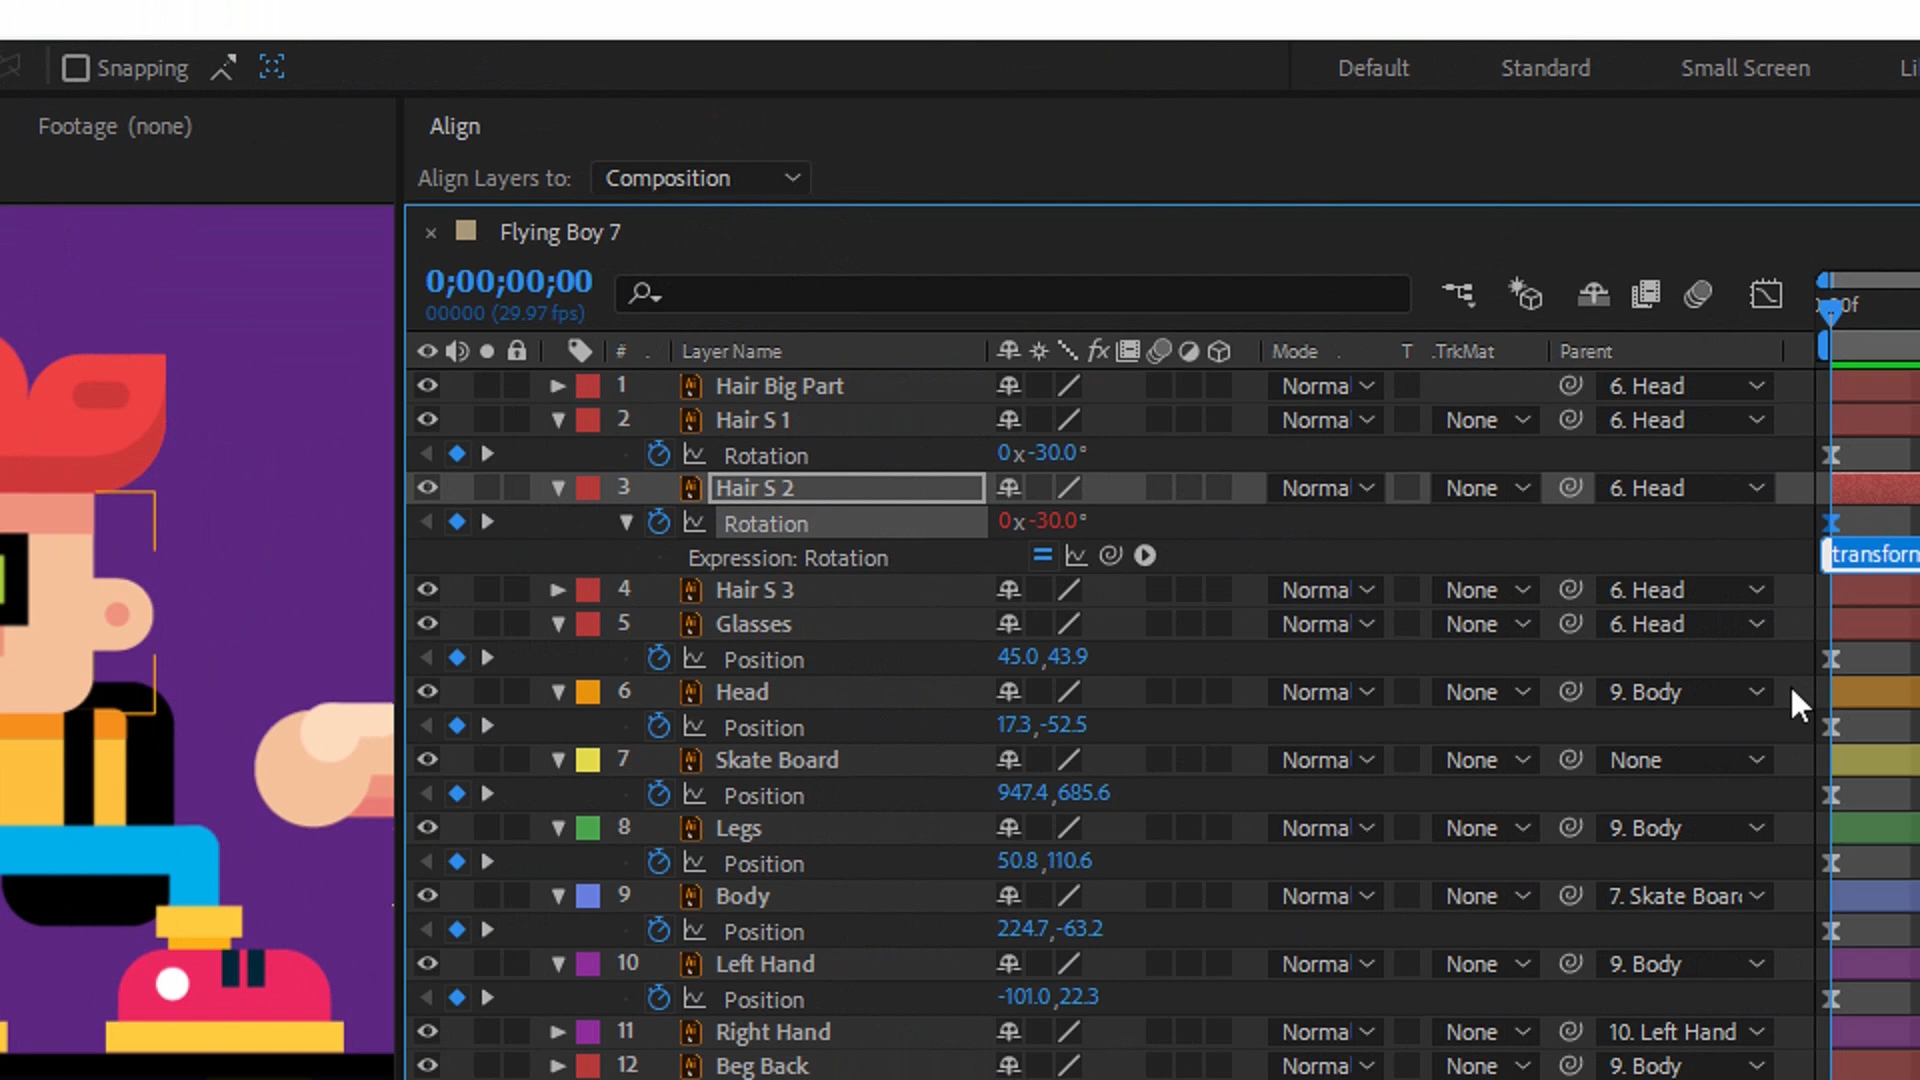 Snapping
Default Standard Small Screen Li
Footage (none)
Align
Align Layers to: Composition
Flying Boy 7
0;00;00;00
00000 (29.97 fps)
00f
# . Layer Name fx Mode . T .TrkMat Parent
1 Hair Big Part Norma 6. Head
2 Hair S 1 Norma None 6. Head
Rotation 0x-30.0°
3 Hair S 2 Norma None 6. Head
Rotation 0x-30.0°
Expression: Rotation transform
4 Hair S 3 Norma None 6. Head
5 Glasses Norma None 6. Head
Position 45.0,43.9
6 Head Norma None 9. Body
Position 17.3,-52.5
7 Skate Board Norma None None
Position 947.4,685.6
8 Legs Norma None 9. Body
Position 50.8,110.6
9 Body Norma None 7. Skate Boar
Position 224.7,-63.2
10 Left Hand Norma None 9. Body
Position -101.0,22.3
11 Right Hand Norma None 10. Left Hand
12 Beg Back Norma None 9. Body